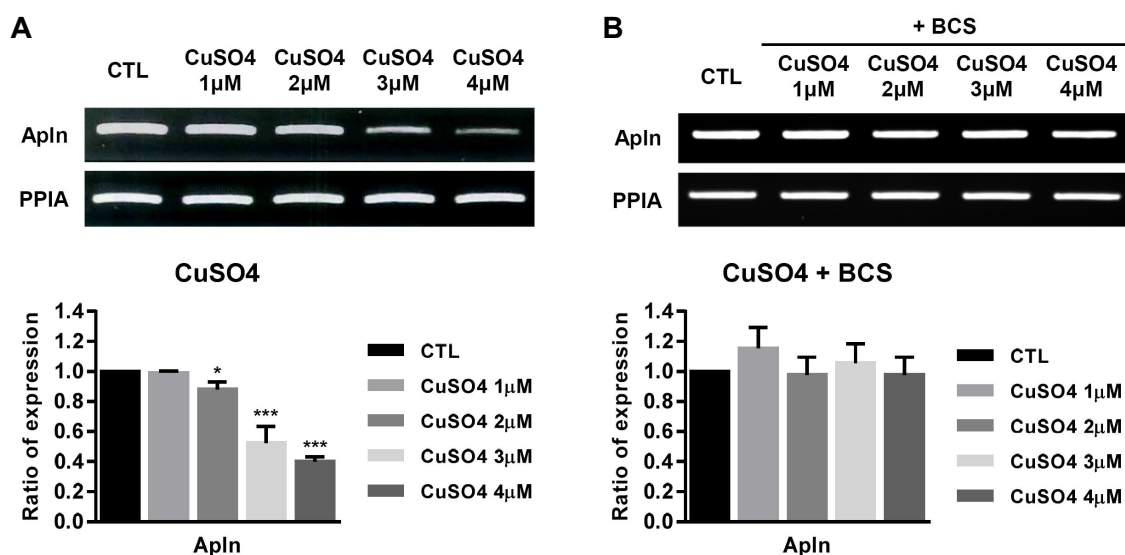 A
CTL
CuSO4 1µM
CuSO4 2µM
CuSO4 3µM
CuSO4 4µM
Apln
PPIA
CuSO4
Ratio of expression
1.4
1.2
1.0
0.8
0.6
0.4
0.2
0.0
*
***
***
Apln
CTL
CuSO4 1µM
CuSO4 2µM
CuSO4 3µM
CuSO4 4µM
B
+ BCS
CTL
CuSO4 1µM
CuSO4 2µM
CuSO4 3µM
CuSO4 4µM
Apln
PPIA
CuSO4 + BCS
Ratio of expression
1.4
1.2
1.0
0.8
0.6
0.4
0.2
0.0
Apln
CTL
CuSO4 1µM
CuSO4 2µM
CuSO4 3µM
CuSO4 4µM